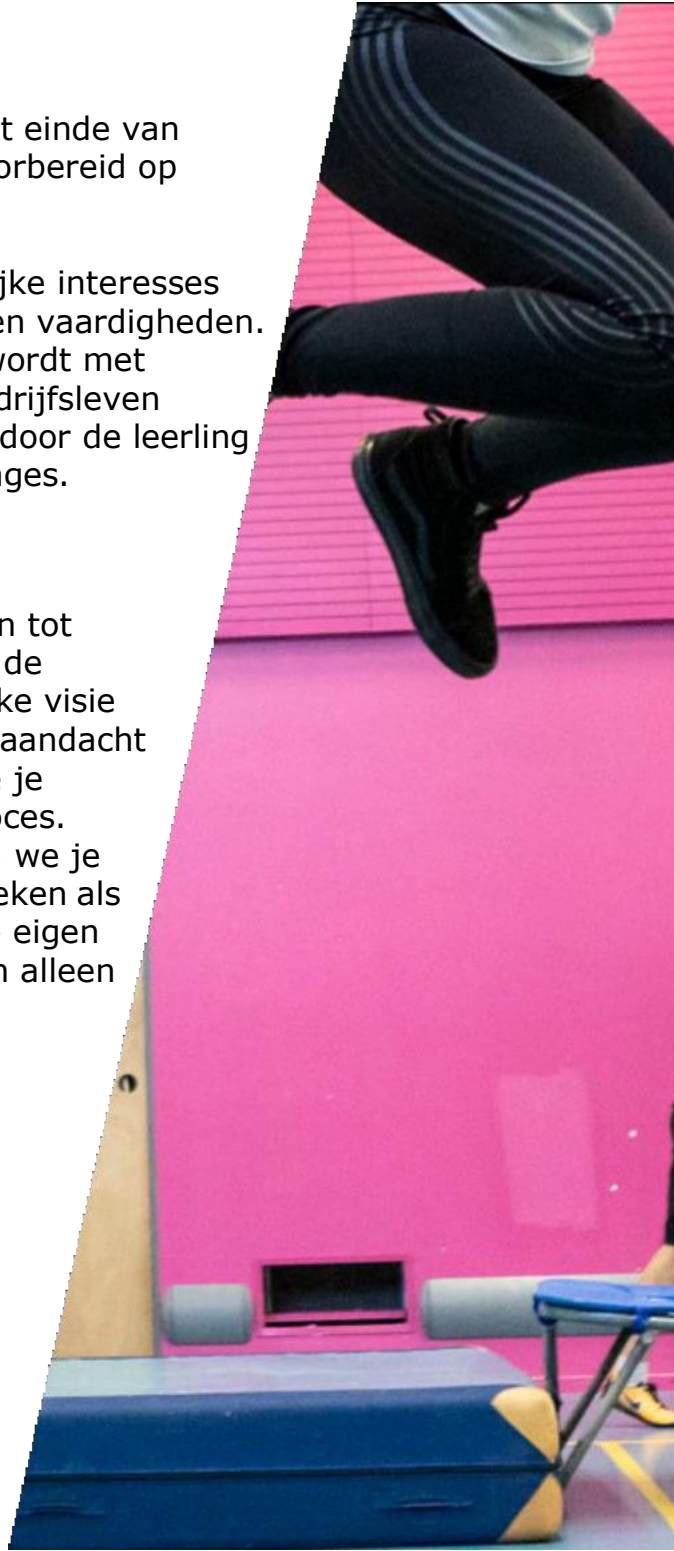 t einde van
orbereid op
jke interesses
en vaardigheden.
wordt met
drijfsleven
door de leerling
ges.
n tot
de
ke visie
aandacht
je
ces.
we je
eken als
eigen
n alleen